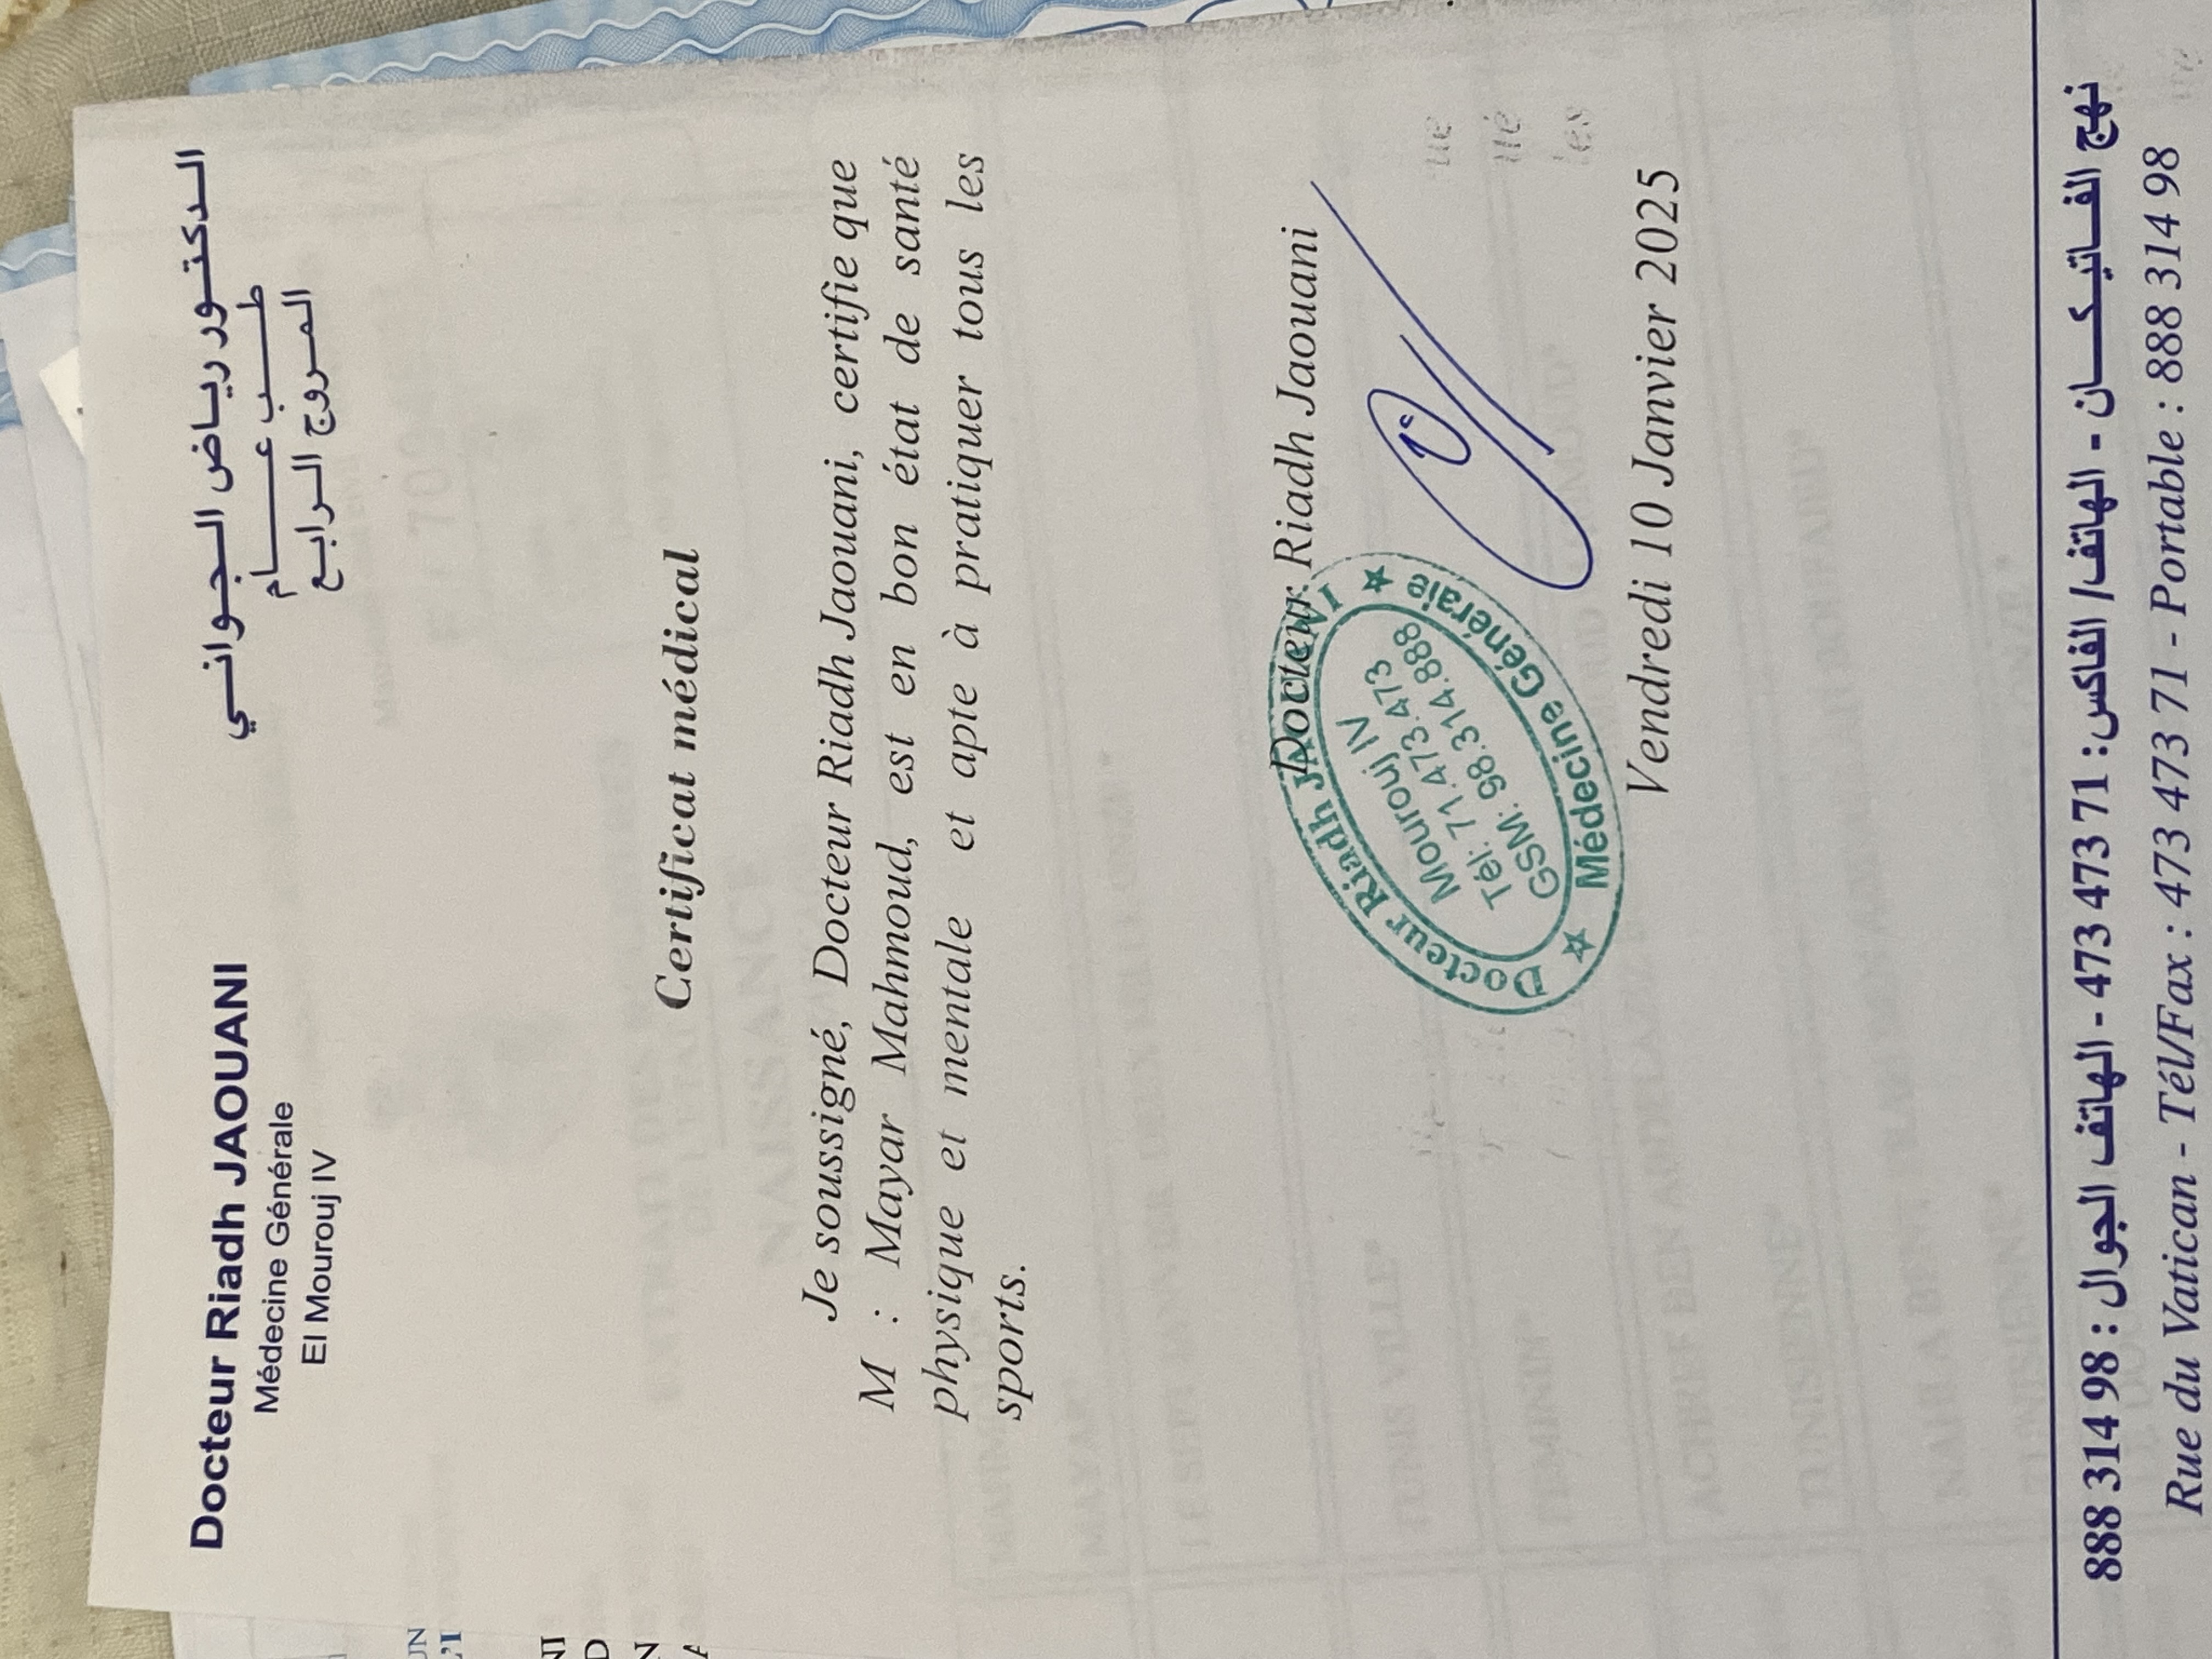 Docteur Riadh JAOUANI
Médecine Générale
El Mourouj IV
الدكتور رياض الجواني
طب عام
المروج الرابع
Certificat médical
Je soussigné, Docteur Riadh Jaouani, certifie que
M : Mayar Mahmoud, est en bon état de santé
physique et mentale et apte à pratiquer tous les
sports.
Docteur Riadh Jaouani
Docteur Riadh JAOUANI
Mourouj IV
Tél: 71.473.473
GSM: 98.314.888
Médecine Générale
Vendredi 10 Janvier 2025
نهج الفاتيكان - الهاتف/ الفاكس: 71 473 473 - الهاتف الجوال : 98 314 888
Rue du Vatican - Tél/Fax : 473 473 71 - Portable : 888 314 98